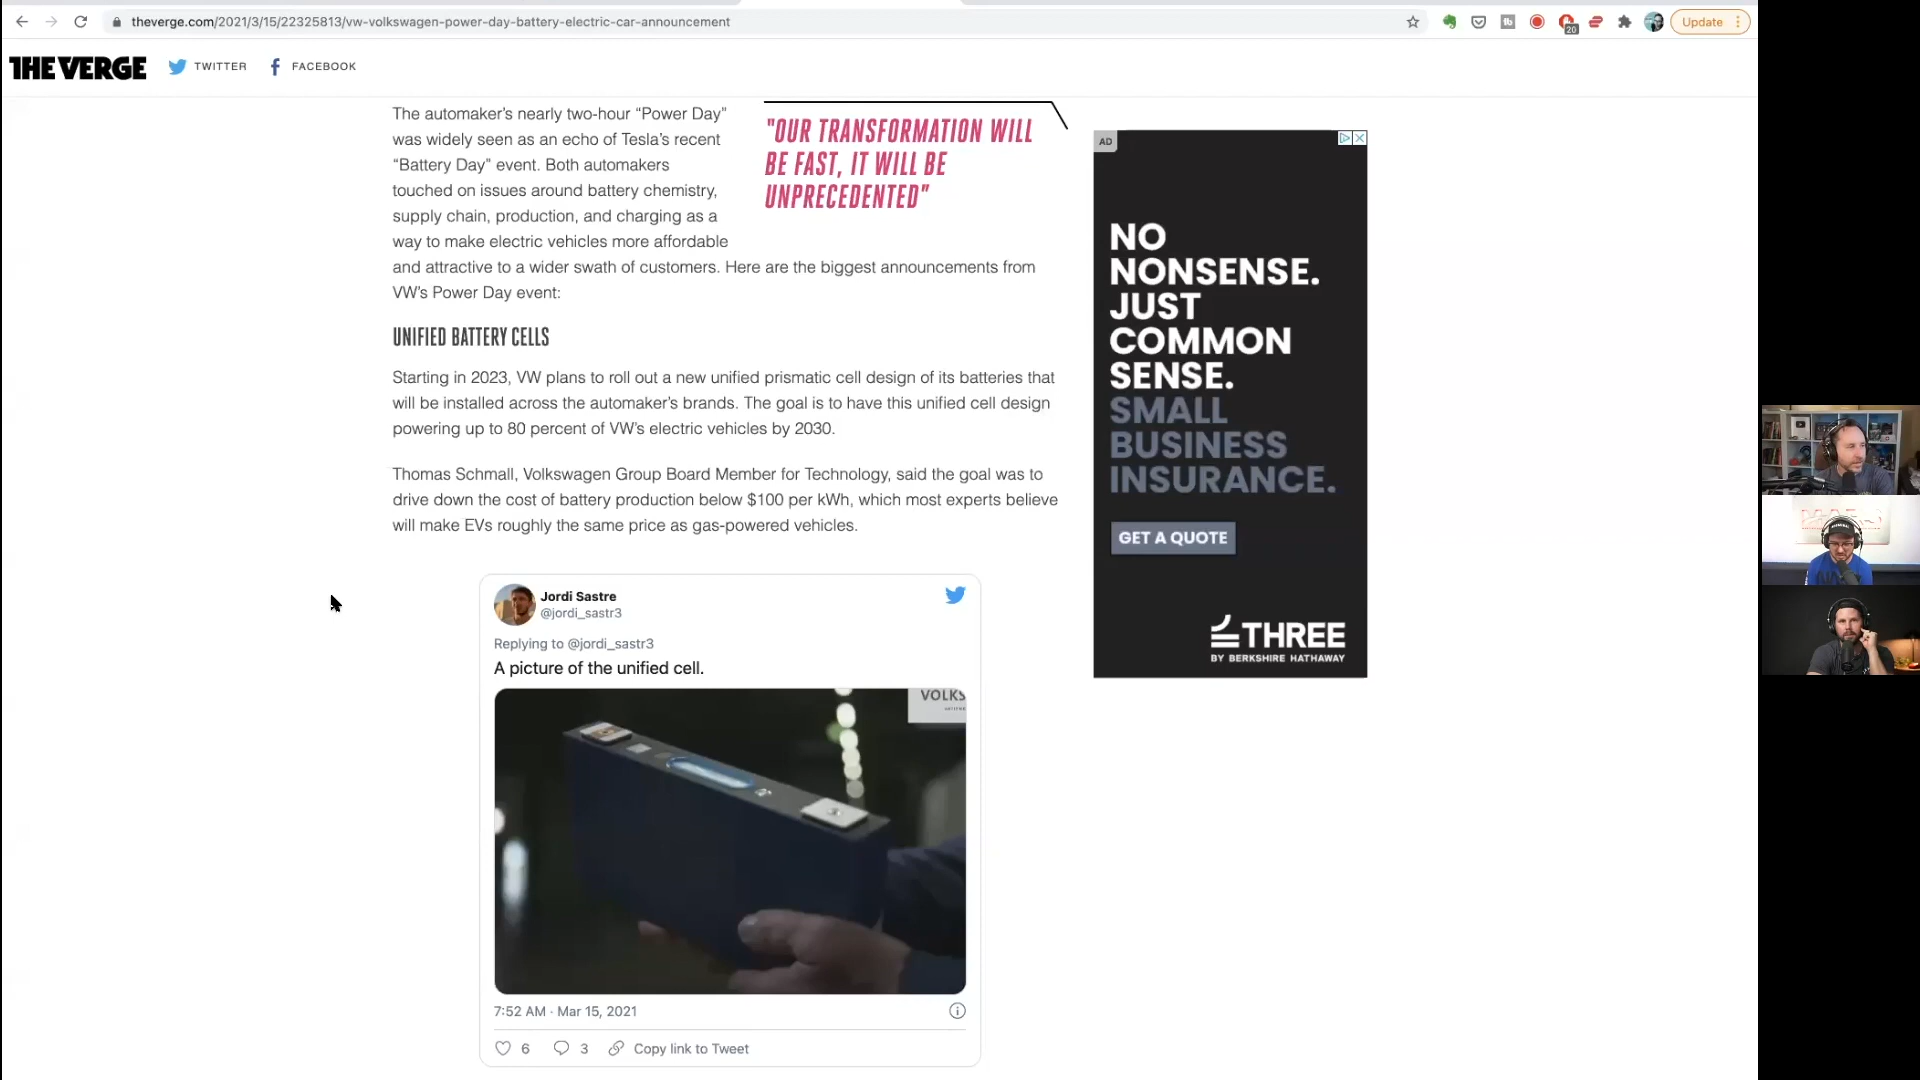 theverge.com/2021/3/15/22325813/vw-volkswagen-power-day-battery-electric-car-announcement
20
Update
THE VERGE
TWITTER
FACEBOOK
The automaker’s nearly two-hour “Power Day”
was widely seen as an echo of Tesla’s recent
“Battery Day” event. Both automakers
touched on issues around battery chemistry,
supply chain, production, and charging as a
way to make electric vehicles more affordable
and attractive to a wider swath of customers. Here are the biggest announcements from
VW’s Power Day event:
"OUR TRANSFORMATION WILL
BE FAST, IT WILL BE
UNPRECEDENTED"
UNIFIED BATTERY CELLS
Starting in 2023, VW plans to roll out a new unified prismatic cell design of its batteries that
will be installed across the automaker’s brands. The goal is to have this unified cell design
powering up to 80 percent of VW’s electric vehicles by 2030.
Thomas Schmall, Volkswagen Group Board Member for Technology, said the goal was to
drive down the cost of battery production below $100 per kWh, which most experts believe
will make EVs roughly the same price as gas-powered vehicles.
Jordi Sastre
@jordi_sastr3
Replying to @jordi_sastr3
A picture of the unified cell.
VOLKS
7:52 AM · Mar 15, 2021
6
3
Copy link to Tweet
AD
NO
NONSENSE.
JUST
COMMON
SENSE.
SMALL
BUSINESS
INSURANCE.
GET A QUOTE
THREE
BY BERKSHIRE HATHAWAY